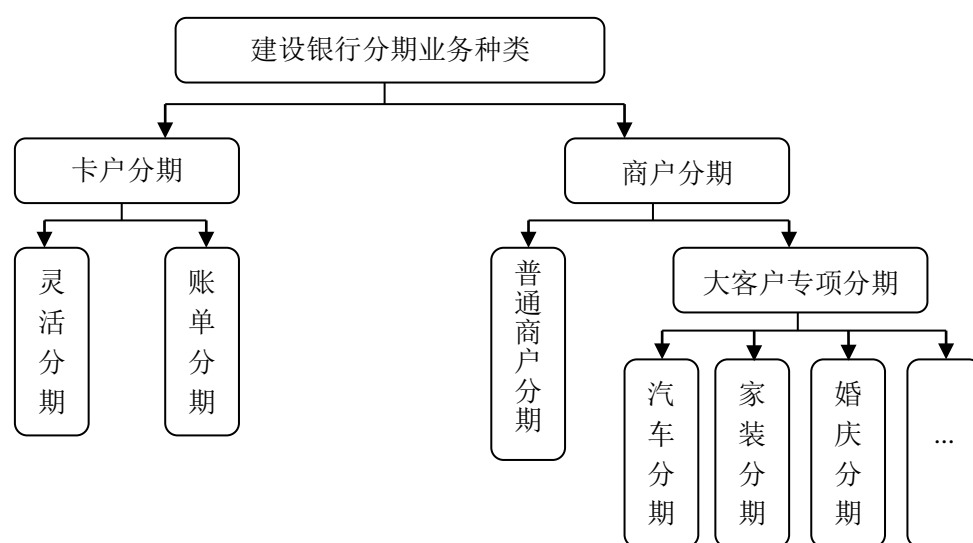 建设银行分期业务种类
卡户分期
商户分期
灵活分期
账单分期
普通商户分期
大客户专项分期
汽车分期
家装分期
婚庆分期
...